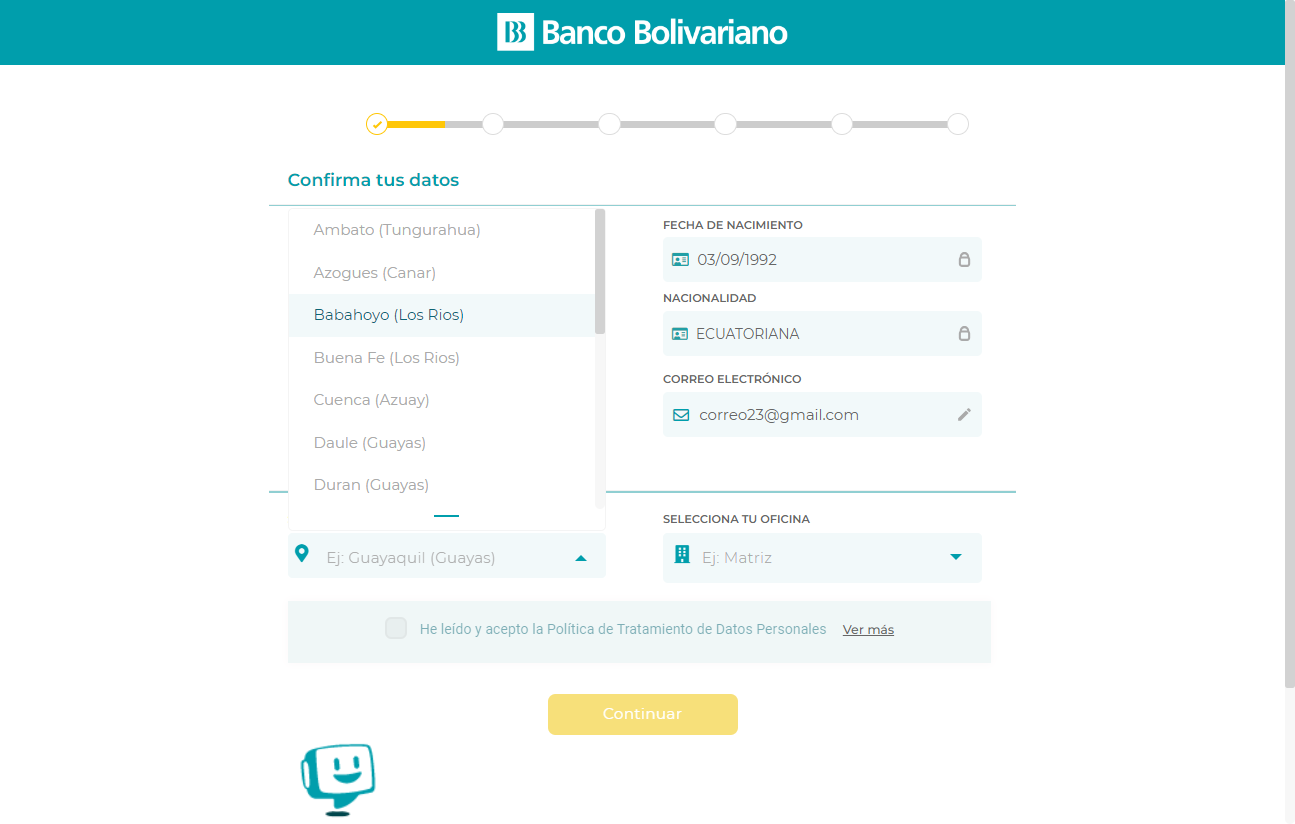 Banco Bolivariano
Confirma tus datos
Ambato (Tungurahua)
Azogues (Canar)
Babahoyo (Los Rios)
Buena Fe (Los Rios)
Cuenca (Azuay)
Daule (Guayas)
Duran (Guayas)
Ej: Guayaquil (Guayas)
FECHA DE NACIMIENTO
03/09/1992
NACIONALIDAD
ECUATORIANA
CORREO ELECTRÓNICO
correo23@gmail.com
SELECCIONA TU OFICINA
Ej: Matriz
He leído y acepto la Política de Tratamiento de Datos Personales Ver más
Continuar